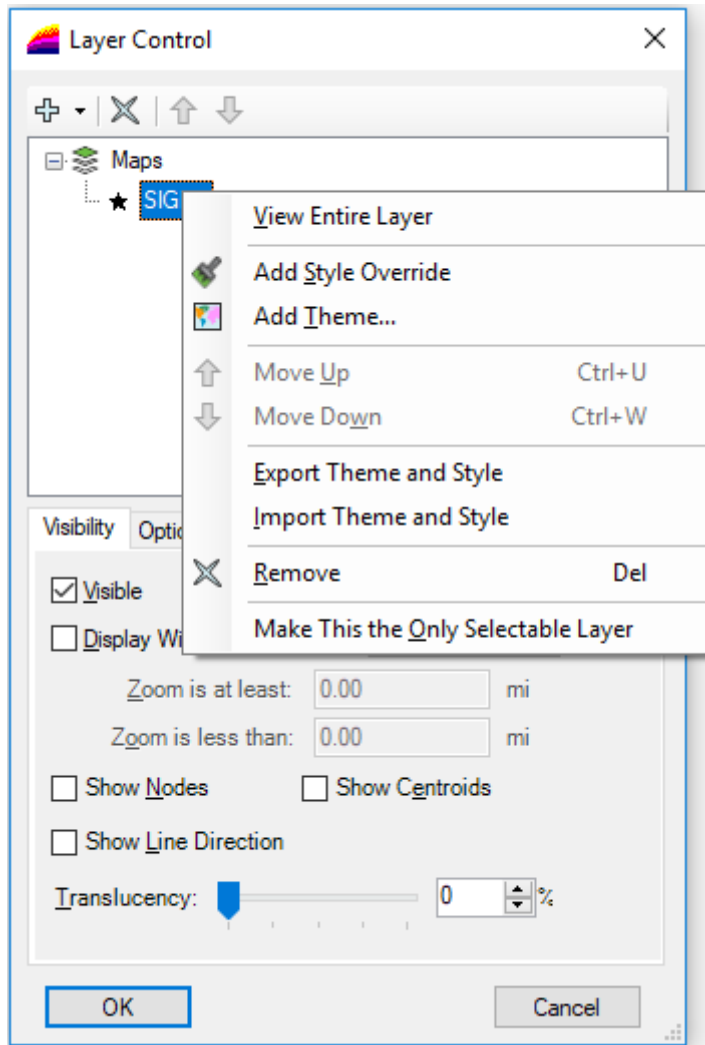 Layer Control
Maps
SIG
View Entire Layer
Add Style Override
Add Theme...
Move Up Ctrl+U
Move Down Ctrl+W
Export Theme and Style
Import Theme and Style
Remove Del
Make This the Only Selectable Layer
Visibility
Visible
Display
Zoom is at least: 0.00 mi
Zoom is less than: 0.00 mi
Show Nodes Show Centroids
Show Line Direction
Translucency: 0 %
OK Cancel